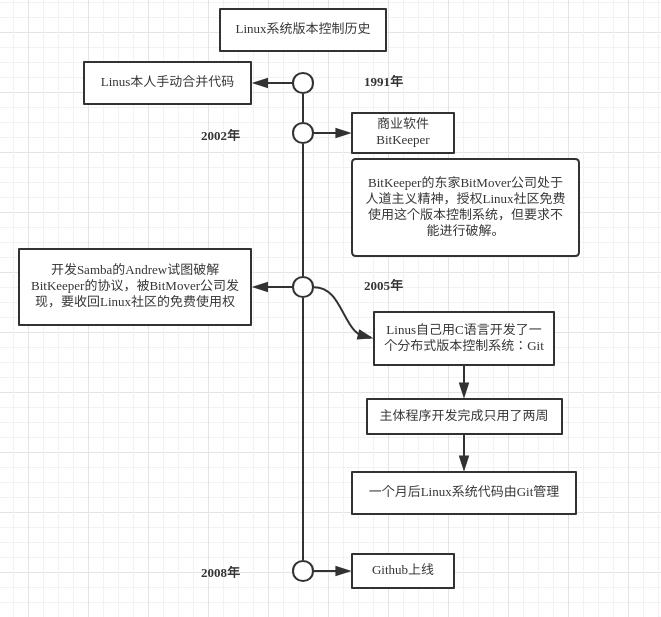 Linux系统版本控制历史
Linus本人手动合并代码
1991年
2002年
商业软件
BitKeeper
BitKeeper的东家BitMover公司处于
人道主义精神，授权Linux社区免费
使用这个版本控制系统，但要求不
能进行破解。
开发Samba的Andrew试图破解
BitKeeper的协议，被BitMover公司发
现，要收回Linux社区的免费使用权
2005年
Linus自己用C语言开发了一
个分布式版本控制系统：Git
主体程序开发完成只用了两周
一个月后Linux系统代码由Git管理
2008年
Github上线